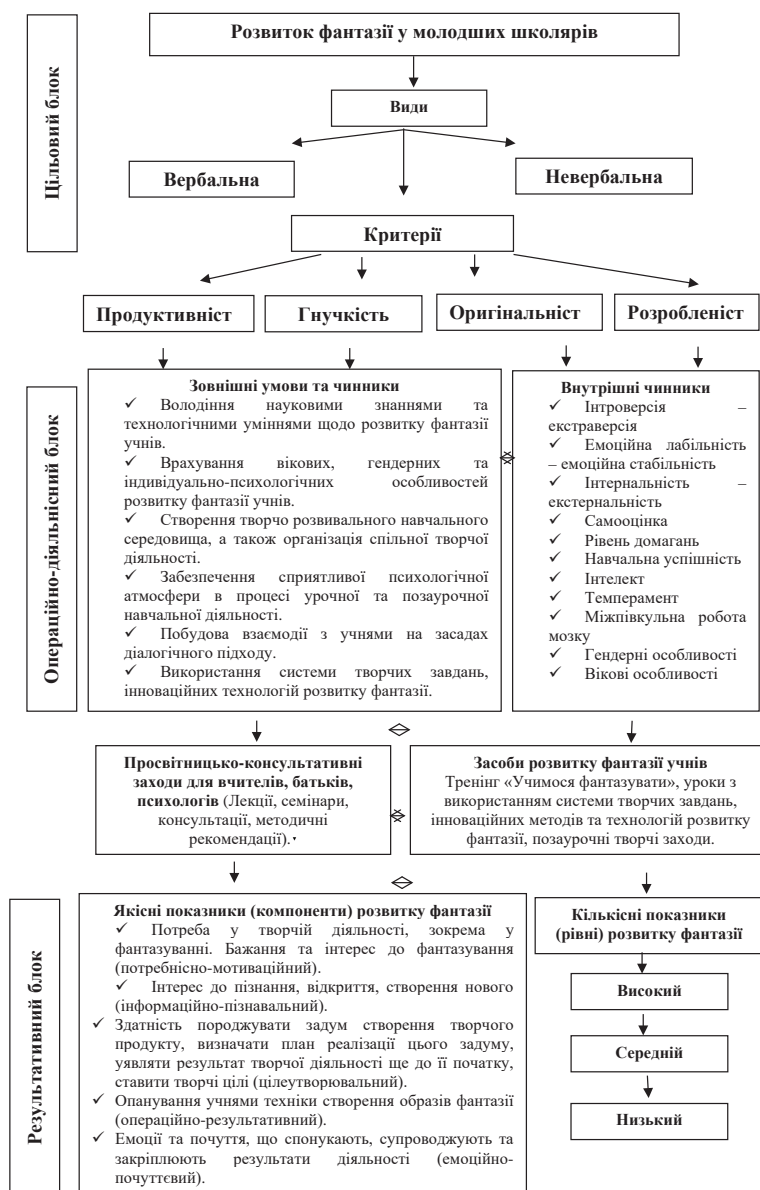 Розвиток фантазії у молодших школярів
Цільовий блок
Види
Вербальна
Невербальна
Критерії
Продуктивніст
Гнучкість
Оригінальніст
Розробленіст
Операційно-діяльнісний блок
Зовнішні умови та чинники
✓ Володіння науковими знаннями та
технологічними уміннями щодо розвитку фантазії
учнів.
✓ Врахування вікових, гендерних та
індивідуально-психологічних особливостей
розвитку фантазії учнів.
✓ Створення творчо розвивального навчального
середовища, а також організація спільної творчої
діяльності.
✓ Забезпечення сприятливої психологічної
атмосфери в процесі урочної та позаурочної
навчальної діяльності.
✓ Побудова взаємодії з учнями на засадах
діалогічного підходу.
✓ Використання системи творчих завдань,
інноваційних технологій розвитку фантазії.
Внутрішні чинники
✓ Інтроверсія –
екстраверсія
✓ Емоційна лабільність
– емоційна стабільність
✓ Інтернальність –
екстернальність
✓ Самооцінка
✓ Рівень домагань
✓ Навчальна успішність
✓ Інтелект
✓ Темперамент
✓ Міжпівкульна робота
мозку
✓ Гендерні особливості
✓ Вікові особливості
Просвітницько-консультативні
заходи для вчителів, батьків,
психологів (Лекції, семінари,
консультації, методичні
рекомендації).
Засоби розвитку фантазії учнів
Тренінг «Учимося фантазувати», уроки з
використанням системи творчих завдань,
інноваційних методів та технологій розвитку
фантазії, позаурочні творчі заходи.
Результативний блок
Якісні показники (компоненти) розвитку фантазії
✓ Потреба у творчій діяльності, зокрема у
фантазуванні. Бажання та інтерес до фантазування
(потребнісно-мотиваційний).
✓ Інтерес до пізнання, відкриття, створення нового
(інформаційно-пізнавальний).
✓ Здатність породжувати задум створення творчого
продукту, визначати план реалізації цього задуму,
уявляти результат творчої діяльності ще до її початку,
ставити творчі цілі (цілеутворювальний).
✓ Опанування учнями техніки створення образів фантазії
(операційно-результативний).
✓ Емоції та почуття, що спонукають, супроводжують та
закріплюють результати діяльності (емоційно-
почуттєвий).
Кількісні показники
(рівні) розвитку фантазії
Високий
Середній
Низький